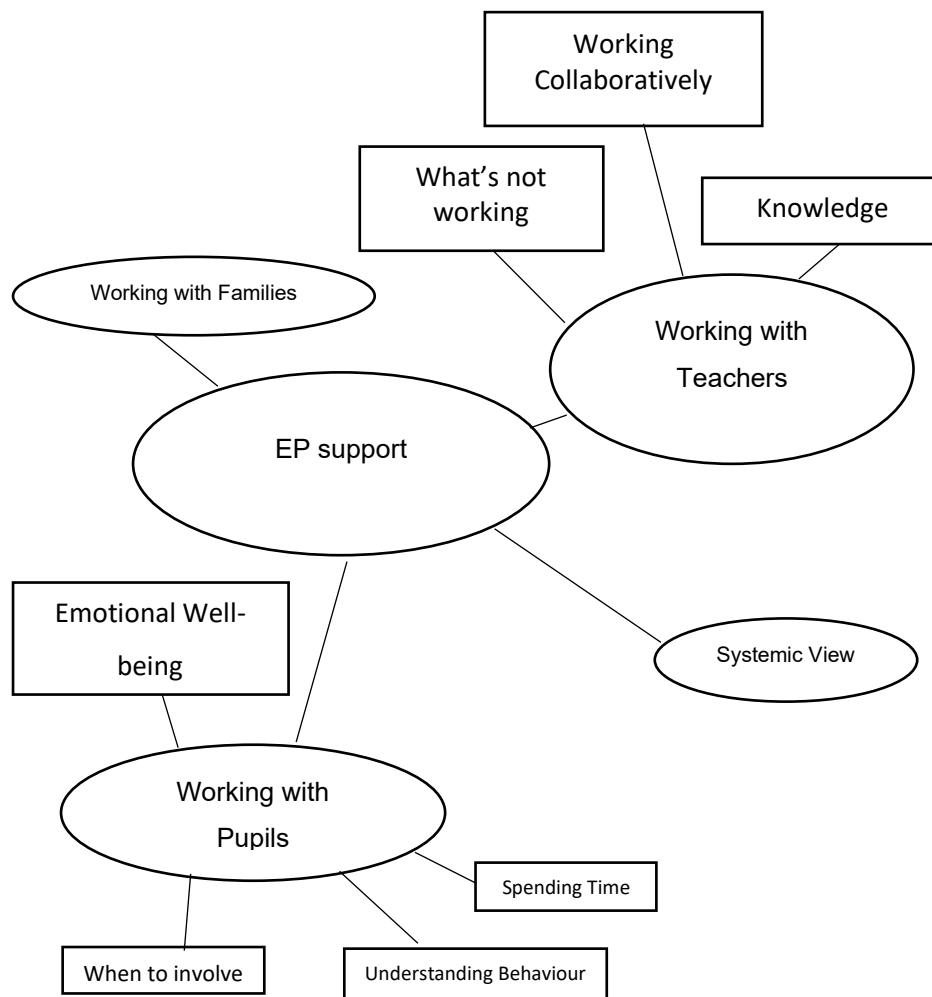 Working
Collaboratively
What's not
working
Knowledge
Working with Families
Working with
Teachers
EP support
Emotional Well-
being
Systemic View
Working with
Pupils
Spending Time
When to involve
Understanding Behaviour